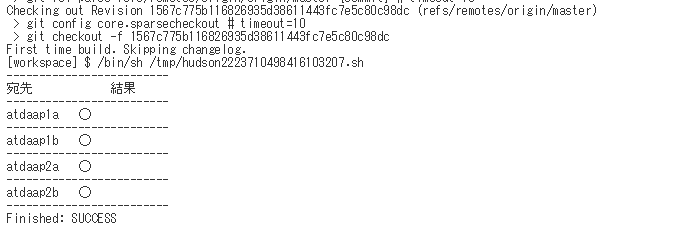 Checking out Revision 1567c775b116826935d38611443fc7e5c80c98dc (refs/remotes/origin/master)
 > git config core.sparsecheckout # timeout=10
 > git checkout -f 1567c775b116826935d38611443fc7e5c80c98dc
First time build. Skipping changelog.
[workspace] $ /bin/sh /tmp/hudson2223710498416103207.sh
-------------------------
宛先 結果
-------------------------
atdaap1a ○
-------------------------
atdaap1b ○
-------------------------
atdaap2a ○
-------------------------
atdaap2b ○
-------------------------
Finished: SUCCESS